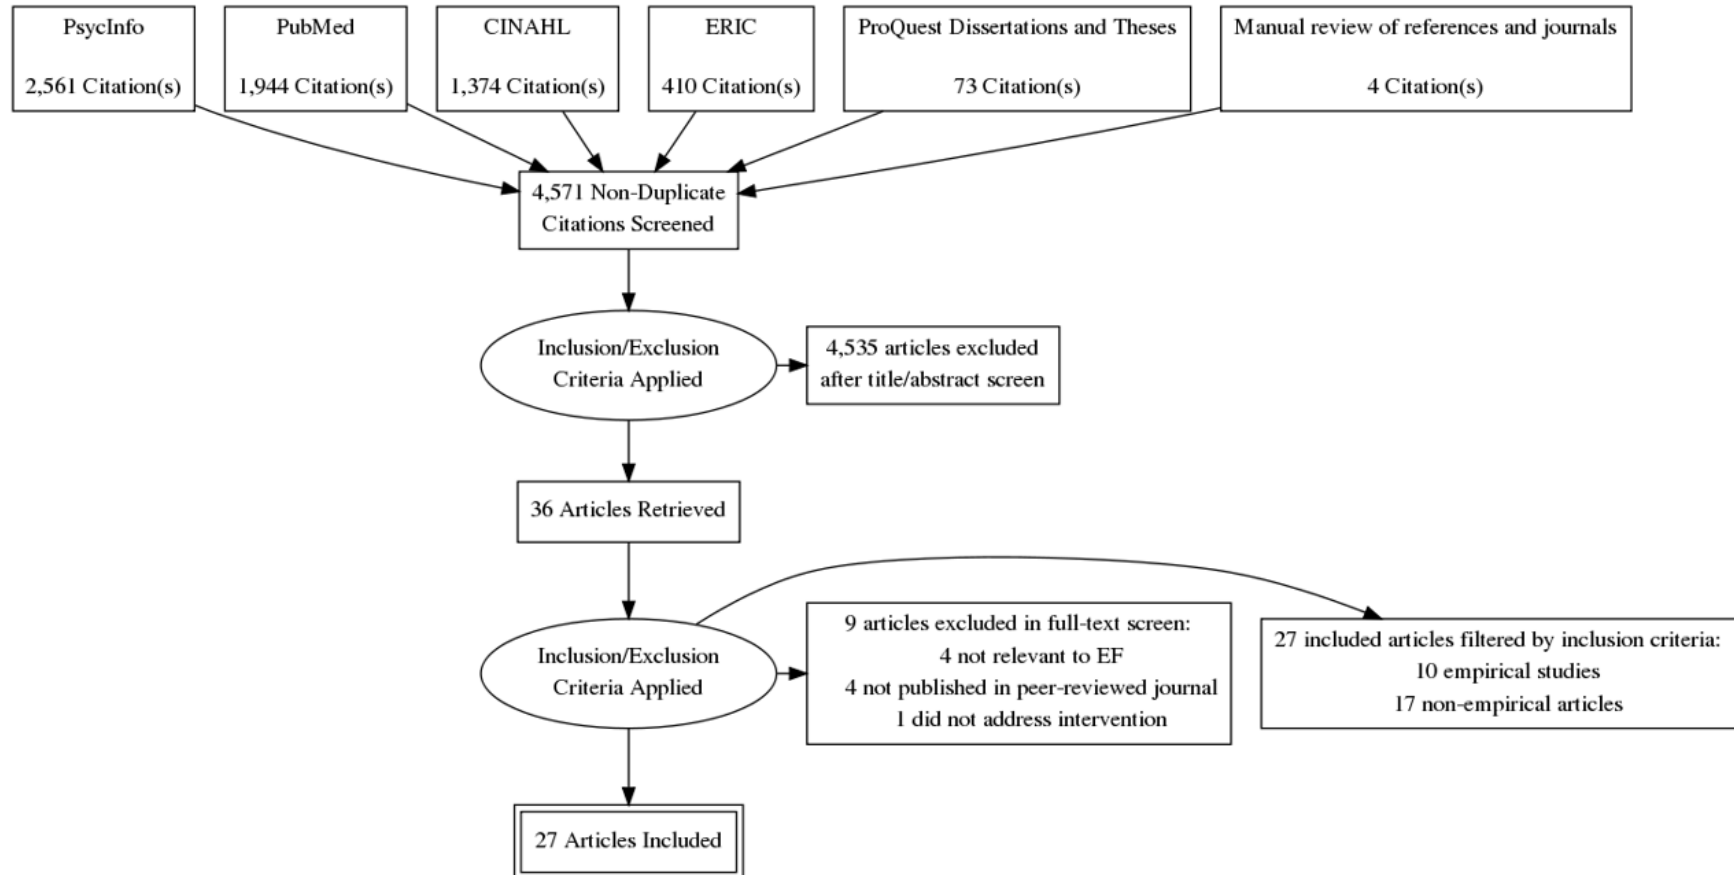 PsycInfo
2,561 Citation(s)
PubMed
1,944 Citation(s)
CINAHL
1,374 Citation(s)
ERIC
410 Citation(s)
ProQuest Dissertations and Theses
73 Citation(s)
Manual review of references and journals
4 Citation(s)
4,571 Non-Duplicate
Citations Screened
Inclusion/Exclusion
Criteria Applied
4,535 articles excluded
after title/abstract screen
36 Articles Retrieved
Inclusion/Exclusion
Criteria Applied
9 articles excluded in full-text screen:
4 not relevant to EF
4 not published in peer-reviewed journal
1 did not address intervention
27 included articles filtered by inclusion criteria:
10 empirical studies
17 non-empirical articles
27 Articles Included